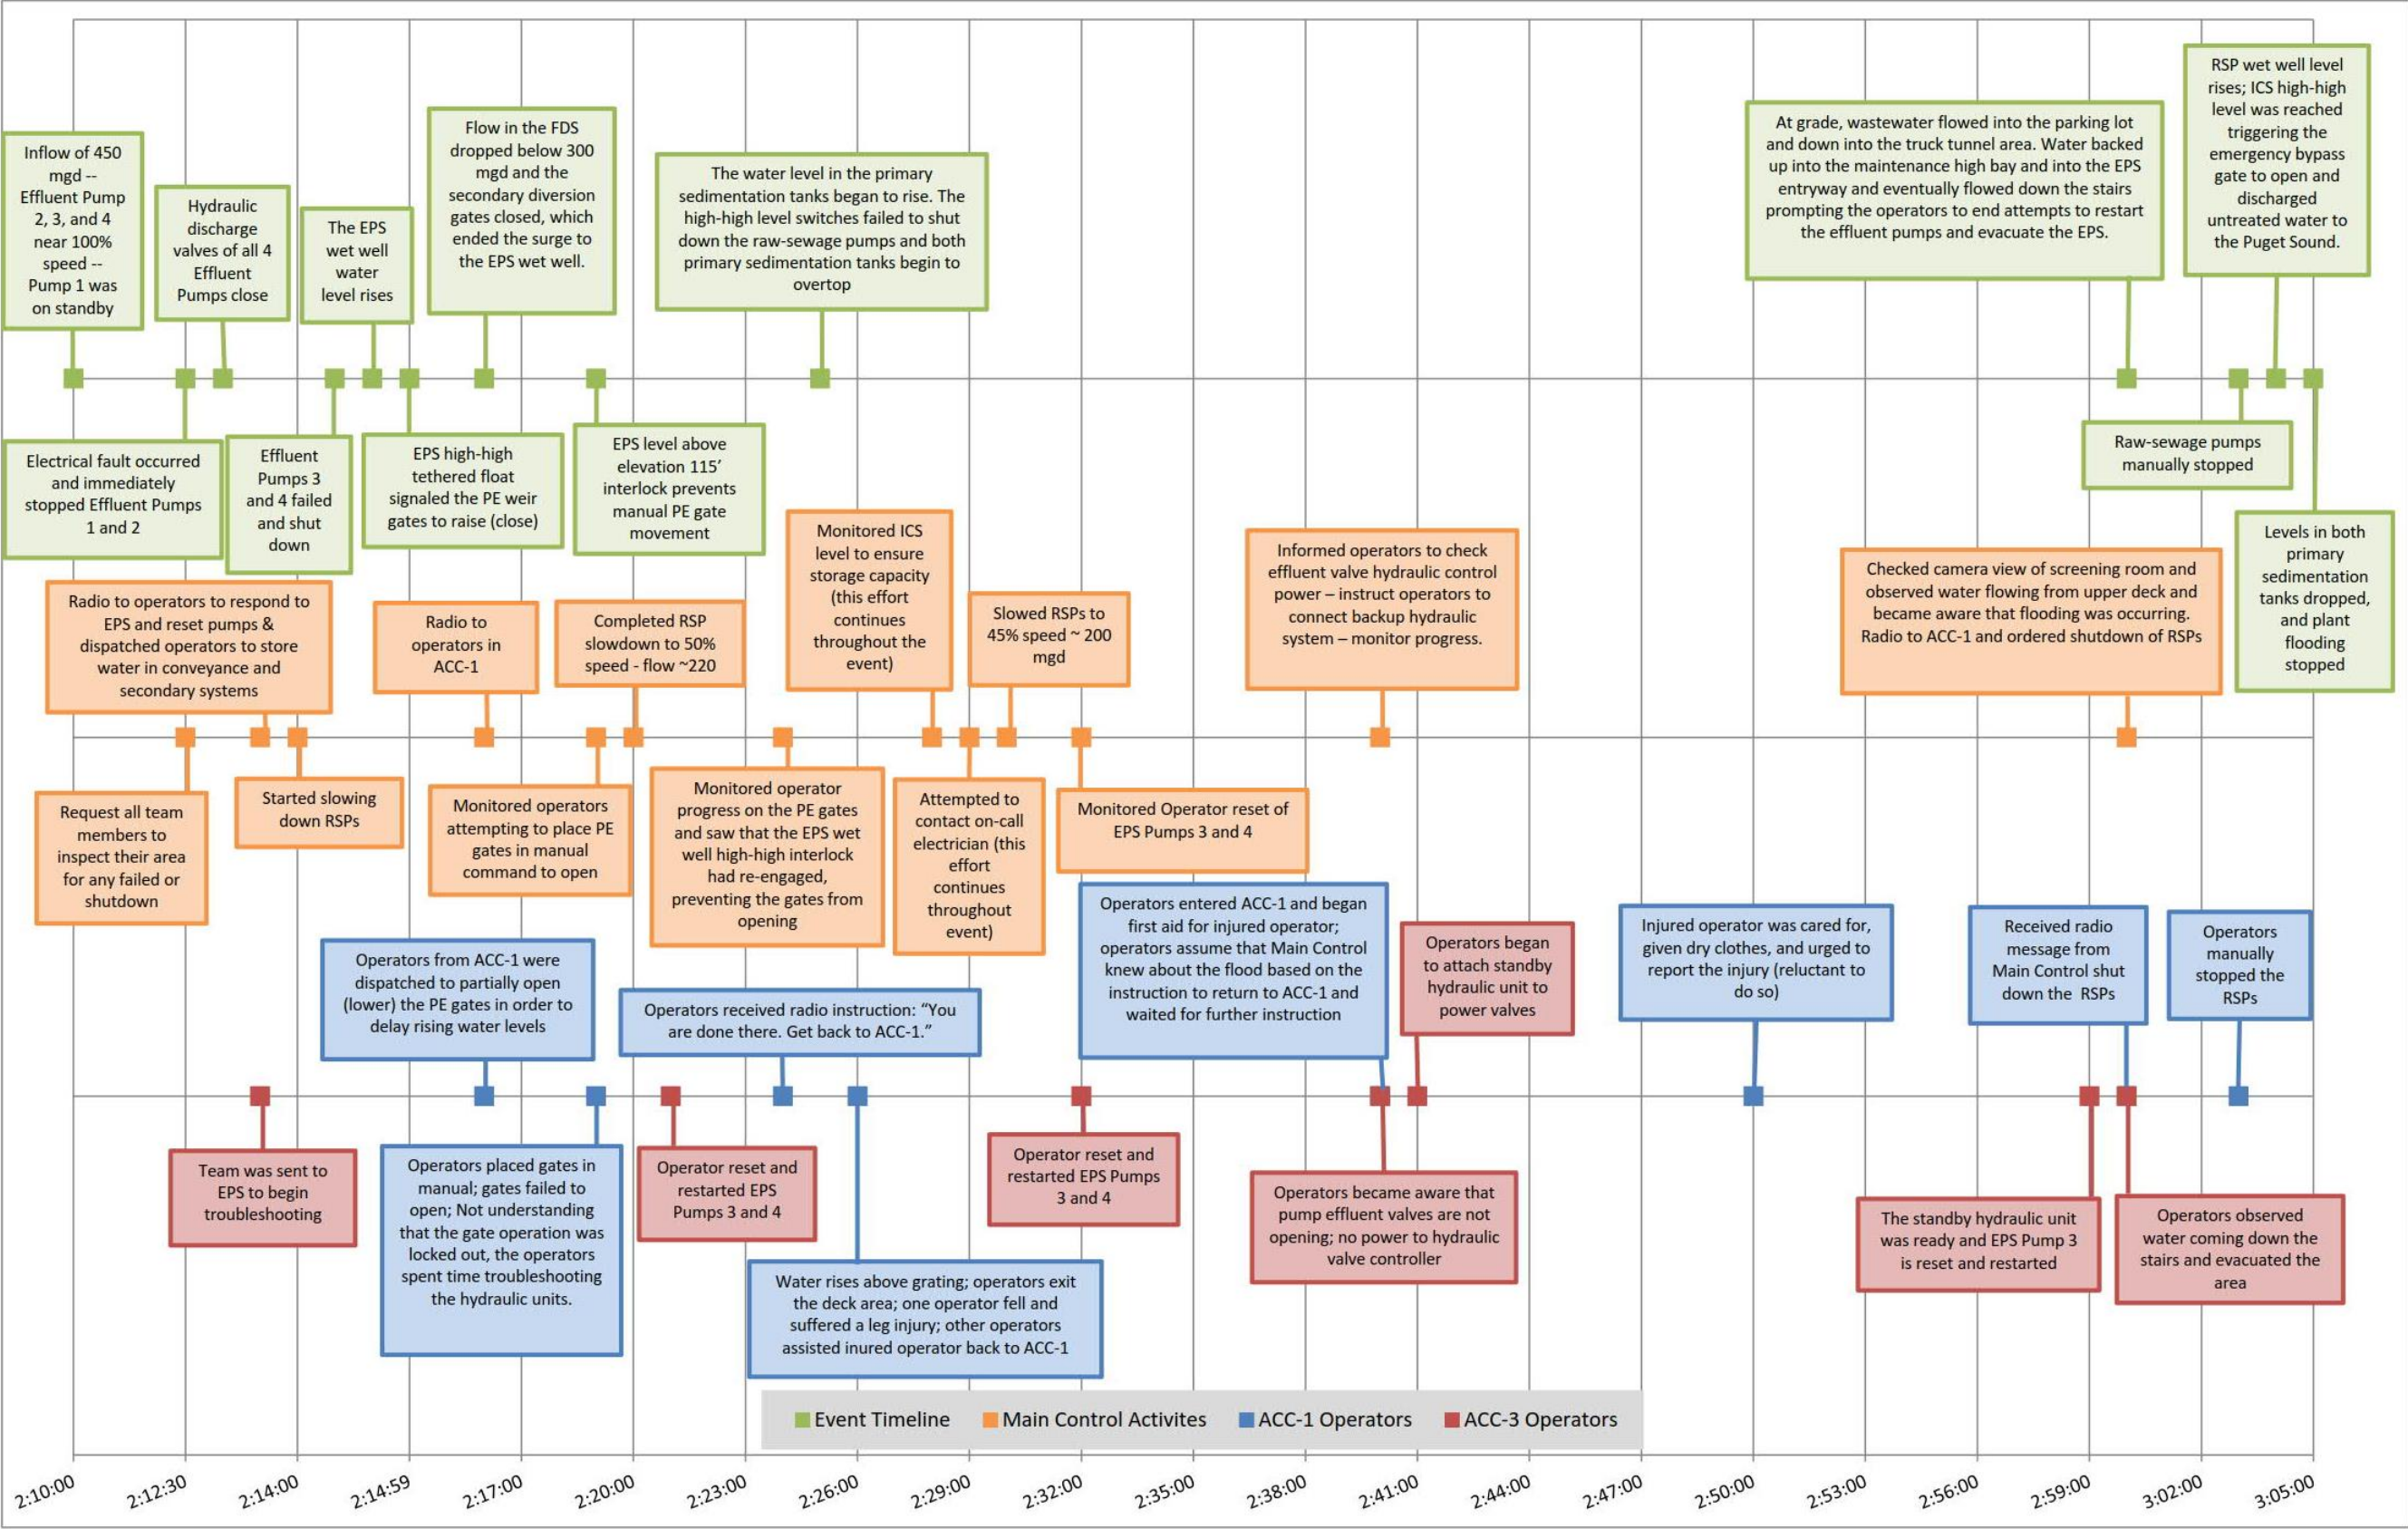 Inflow of 450
mgd --
Effluent Pump
2, 3, and 4
near 100%
speed --
Pump 1 was
on standby
Hydraulic
discharge
valves of all 4
Effluent
Pumps close
The EPS
wet well
water
level rises
Flow in the FDS
dropped below 300
mgd and the
secondary diversion
gates closed, which
ended the surge to
the EPS wet well.
The water level in the primary
sedimentation tanks began to rise. The
high-high level switches failed to shut
down the raw-sewage pumps and both
primary sedimentation tanks begin to
overtop
At grade, wastewater flowed into the parking lot
and down into the truck tunnel area. Water backed
up into the maintenance high bay and into the EPS
entryway and eventually flowed down the stairs
prompting the operators to end attempts to restart
the effluent pumps and evacuate the EPS.
RSP wet well level
rises; ICS high-high
level was reached
triggering the
emergency bypass
gate to open and
discharged
untreated water to
the Puget Sound.
Electrical fault occurred
and immediately
stopped Effluent Pumps
1 and 2
Effluent
Pumps 3
and 4 failed
and shut
down
EPS high-high
tethered float
signaled the PE weir
gates to raise (close)
EPS level above
elevation 115′
interlock prevents
manual PE gate
movement
Raw-sewage pumps
manually stopped
Levels in both
primary
sedimentation
tanks dropped,
and plant
flooding
stopped
Radio to operators to respond to
EPS and reset pumps &
dispatched operators to store
water in conveyance and
secondary systems
Radio to
operators in
ACC-1
Completed RSP
slowdown to 50%
speed - flow ~220
Monitored ICS
level to ensure
storage capacity
(this effort
continues
throughout the
event)
Slowed RSPs to
45% speed ~ 200
mgd
Informed operators to check
effluent valve hydraulic control
power – instruct operators to
connect backup hydraulic
system – monitor progress.
Checked camera view of screening room and
observed water flowing from upper deck and
became aware that flooding was occurring.
Radio to ACC-1 and ordered shutdown of RSPs
Request all team
members to
inspect their area
for any failed or
shutdown
Started slowing
down RSPs
Monitored operators
attempting to place PE
gates in manual
command to open
Monitored operator
progress on the PE gates
and saw that the EPS wet
well high-high interlock
had re-engaged,
preventing the gates from
opening
Attempted to
contact on-call
electrician (this
effort
continues
throughout
event)
Monitored Operator reset of
EPS Pumps 3 and 4
Operators from ACC-1 were
dispatched to partially open
(lower) the PE gates in order to
delay rising water levels
Operators received radio instruction: “You
are done there. Get back to ACC-1.”
Operators entered ACC-1 and began
first aid for injured operator;
operators assume that Main Control
knew about the flood based on the
instruction to return to ACC-1 and
waited for further instruction
Operators began
to attach standby
hydraulic unit to
power valves
Injured operator was cared for,
given dry clothes, and urged to
report the injury (reluctant to
do so)
Received radio
message from
Main Control shut
down the RSPs
Operators
manually
stopped the
RSPs
Team was sent to
EPS to begin
troubleshooting
Operators placed gates in
manual; gates failed to
open; Not understanding
that the gate operation was
locked out, the operators
spent time troubleshooting
the hydraulic units.
Operator reset and
restarted EPS
Pumps 3 and 4
Water rises above grating; operators exit
the deck area; one operator fell and
suffered a leg injury; other operators
assisted inured operator back to ACC-1
Operator reset and
restarted EPS Pumps
3 and 4
Operators became aware that
pump effluent valves are not
opening; no power to hydraulic
valve controller
The standby hydraulic unit
was ready and EPS Pump 3
is reset and restarted
Operators observed
water coming down the
stairs and evacuated the
area
Event Timeline
Main Control Activites
ACC-1 Operators
ACC-3 Operators
2:10:00
2:12:30
2:14:00
2:14:59
2:17:00
2:20:00
2:23:00
2:26:00
2:29:00
2:32:00
2:35:00
2:38:00
2:41:00
2:44:00
2:47:00
2:50:00
2:53:00
2:56:00
2:59:00
3:02:00
3:05:00